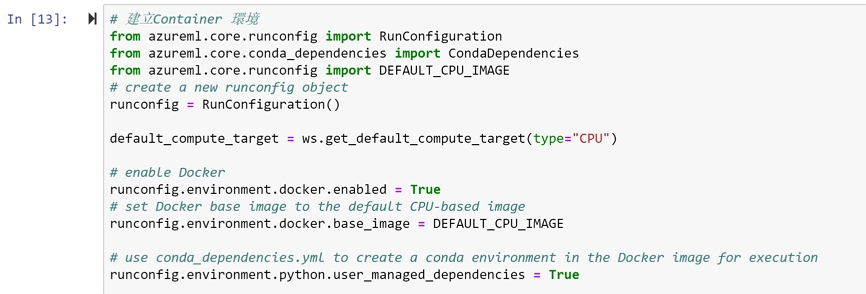 In [13]:
# 建立Container 環境
from azureml.core.runconfig import RunConfiguration
from azureml.core.conda_dependencies import CondaDependencies
from azureml.core.runconfig import DEFAULT_CPU_IMAGE
# create a new runconfig object
runconfig = RunConfiguration()
default_compute_target = ws.get_default_compute_target(type="CPU")
# enable Docker
runconfig.environment.docker.enabled = True
# set Docker base image to the default CPU-based image
runconfig.environment.docker.base_image = DEFAULT_CPU_IMAGE
# use conda_dependencies.yml to create a conda environment in the Docker image for execution
runconfig.environment.python.user_managed_dependencies = True